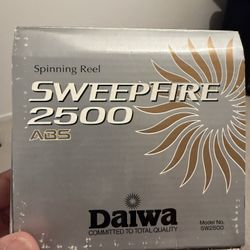 Spinning Reel
SWEEPFIRE
2500
ABS
Daiwa
COMMITTED TO TOTAL QUALITY
Model No.
SW2500